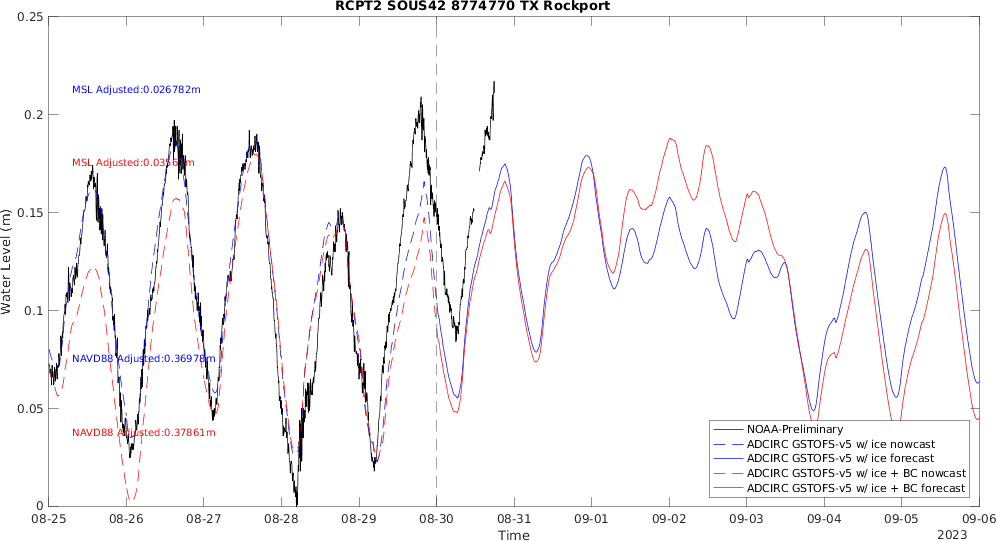 RCPT2 SOUS42 8774770 TX Rockport
0.25
0.2
0.15
0.1
0.05
0
Water Level (m)
MSL Adjusted:0.026782m
MSL Adjusted:
NAVD88 Adjusted:0.36978m
NAVD88 Adjusted:0.37861m
NOAA-Preliminary
ADCIRC GSTOFS-v5 w/ ice nowcast
ADCIRC GSTOFS-v5 w/ ice forecast
ADCIRC GSTOFS-v5 w/ ice + BC nowcast
ADCIRC GSTOFS-v5 w/ ice + BC forecast
08-25 08-26 08-27 08-28 08-29 08-30 08-31 09-01 09-02 09-03 09-04 09-05 09-06
Time
2023